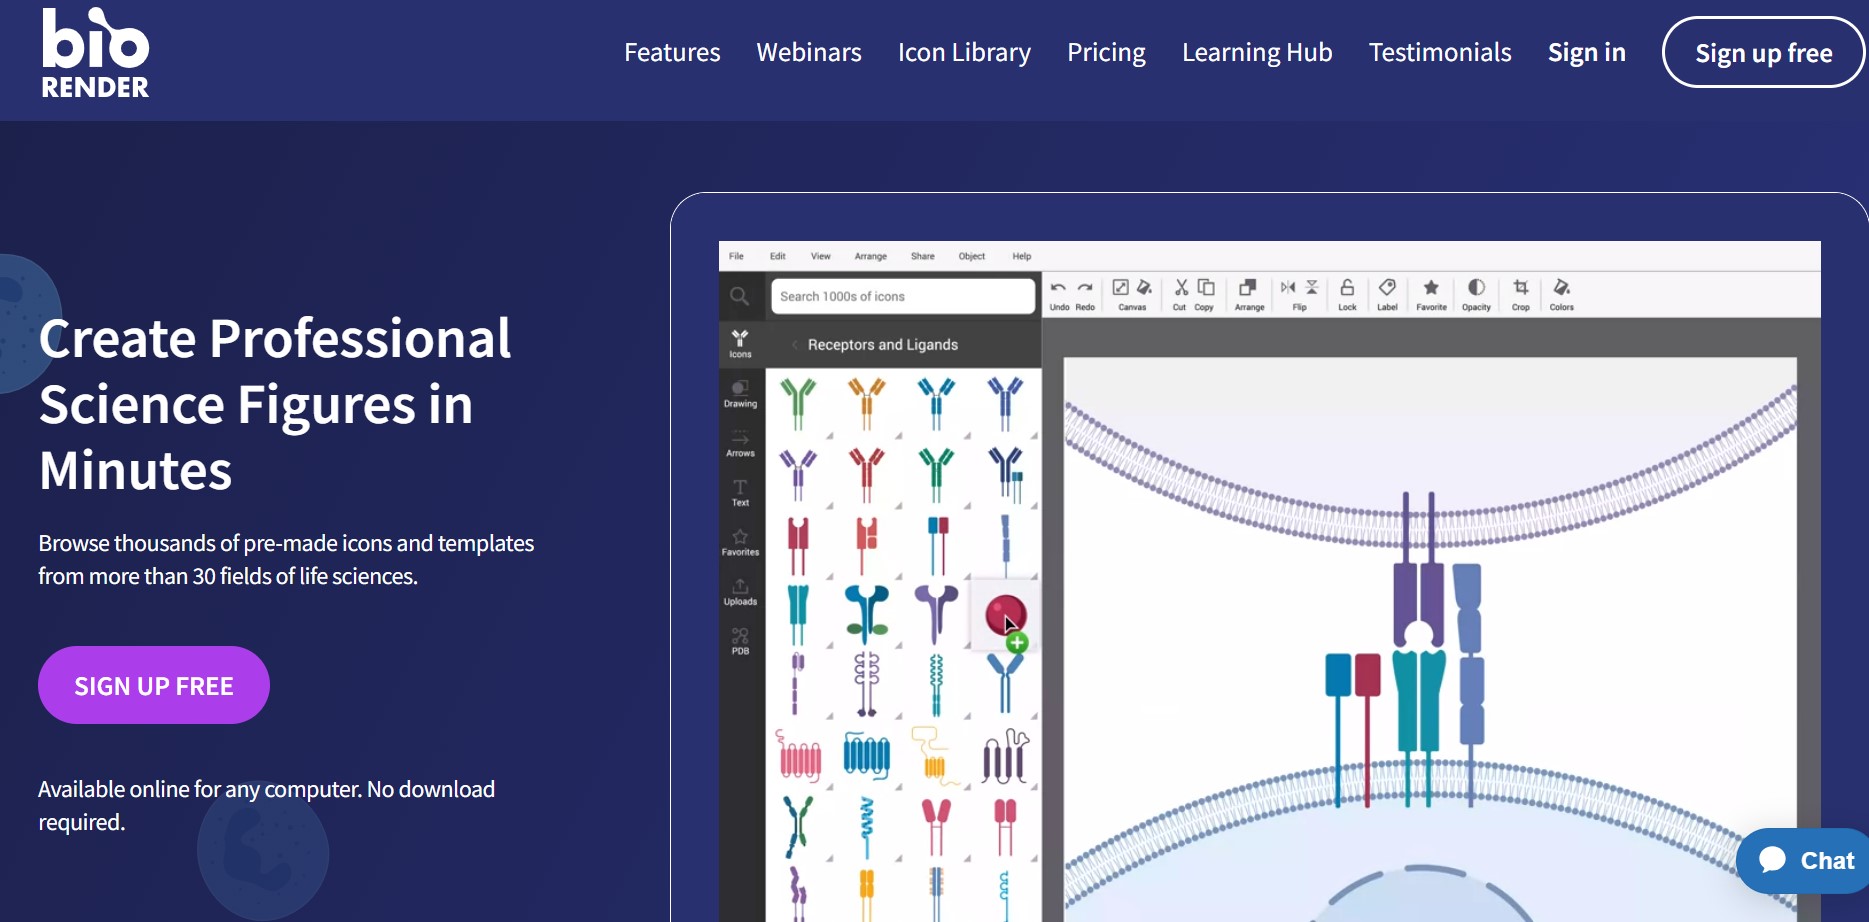 bio
RENDER
Features Webinars Icon Library Pricing Learning Hub Testimonials Sign in Sign up free
Create Professional
Science Figures in
Minutes
Browse thousands of pre-made icons and templates
from more than 30 fields of life sciences.
SIGN UP FREE
Available online for any computer. No download
required.
File Edit View Arrange Share Object Help
Search 1000s of icons
Undo Redo Canvas Cut Copy Arrange Flip Lock Label Favorite Opacity Crop Colors
Icons
Receptors and Ligands
Drawing
Arrows
Text
Favorites
Uploads
PDB
Chat